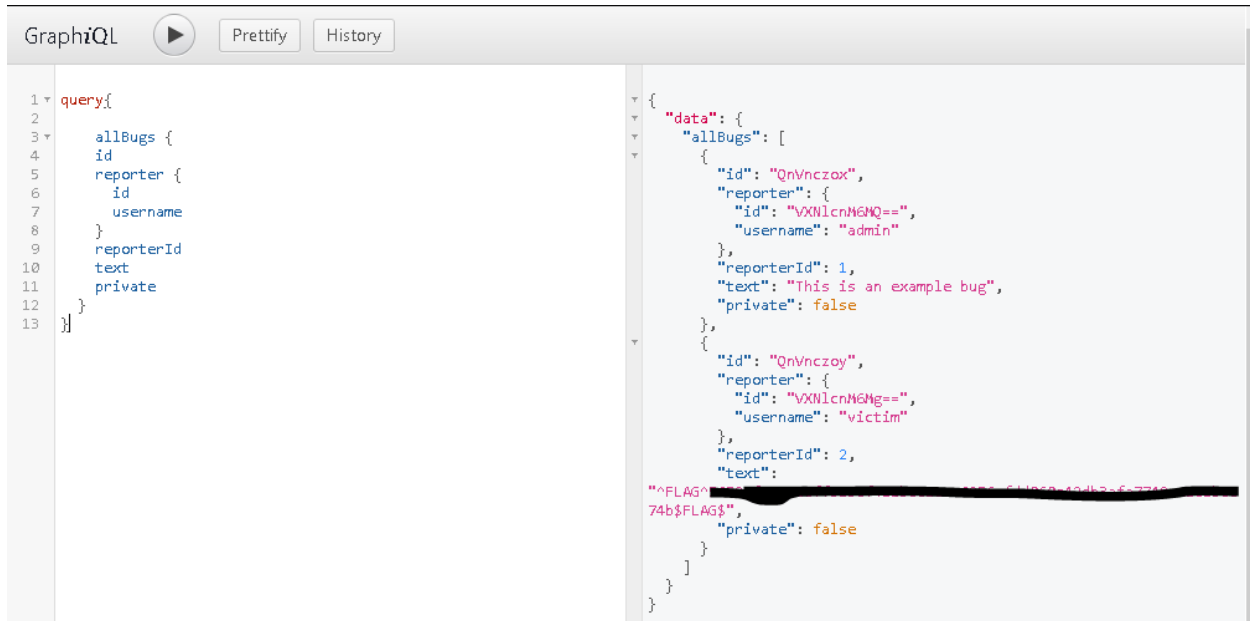 GraphiQL Prettify History
1 query{
2
3 allBugs {
4 id
5 reporter {
6 id
7 username
8 }
9 reporterId
10 text
11 private
12 }
13 }
{
"data": {
"allBugs": [
{
"id": "QnVnczox",
"reporter": {
"id": "VXNlcnM6MQ==",
"username": "admin"
},
"reporterId": 1,
"text": "This is an example bug",
"private": false
},
{
"id": "QnVnczoy",
"reporter": {
"id": "VXNlcnM6Mg==",
"username": "victim"
},
"reporterId": 2,
"text":
"^FLAG^
74b$FLAG$",
"private": false
}
]
}
}